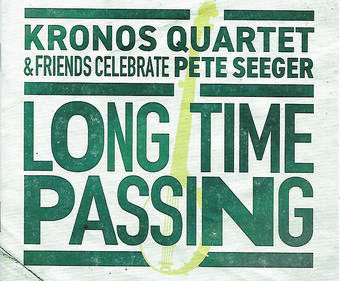 KRONOS QUARTET
& FRIENDS CELEBRATE PETE SEEGER
LONG TIME
PASSING